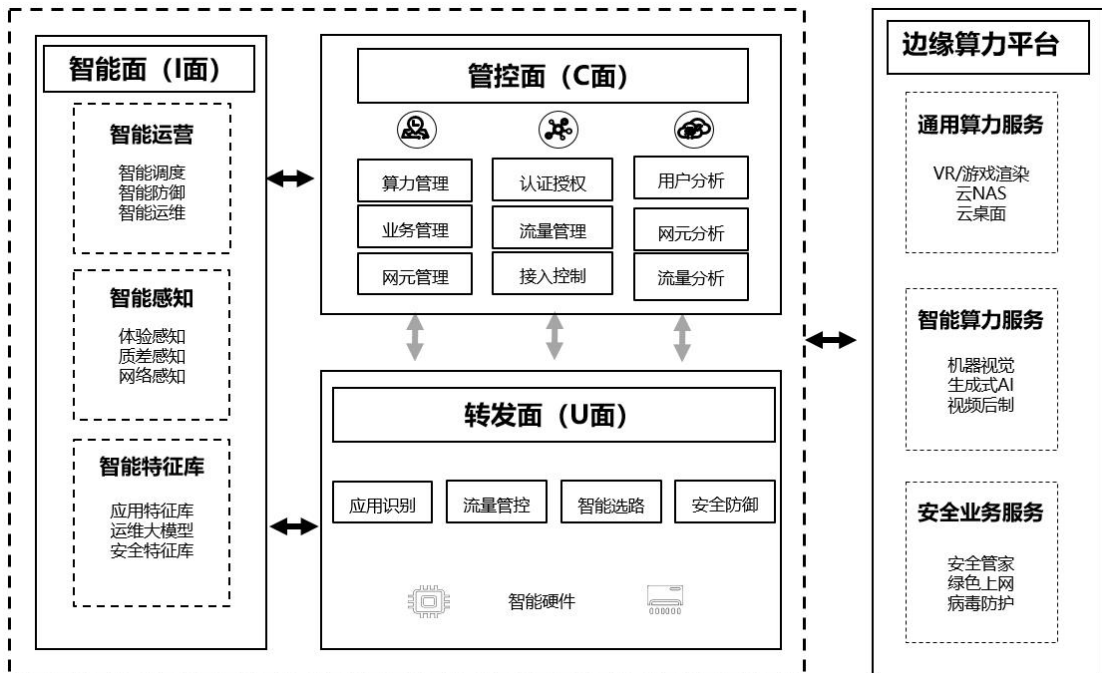 智能面（I面）
智能运营
智能调度
智能防御
智能运维
智能感知
体验感知
质差感知
网络感知
智能特征库
应用特征库
运维大模型
安全特征库
管控面（C面）
算力管理
认证授权
用户分析
业务管理
流量管理
网元分析
网元管理
接入控制
流量分析
转发面（U面）
应用识别
流量管控
智能选路
安全防御
智能硬件
边缘算力平台
通用算力服务
VR/游戏渲染
云NAS
云桌面
智能算力服务
机器视觉
生成式AI
视频后制
安全业务服务
安全管家
绿色上网
病毒防护